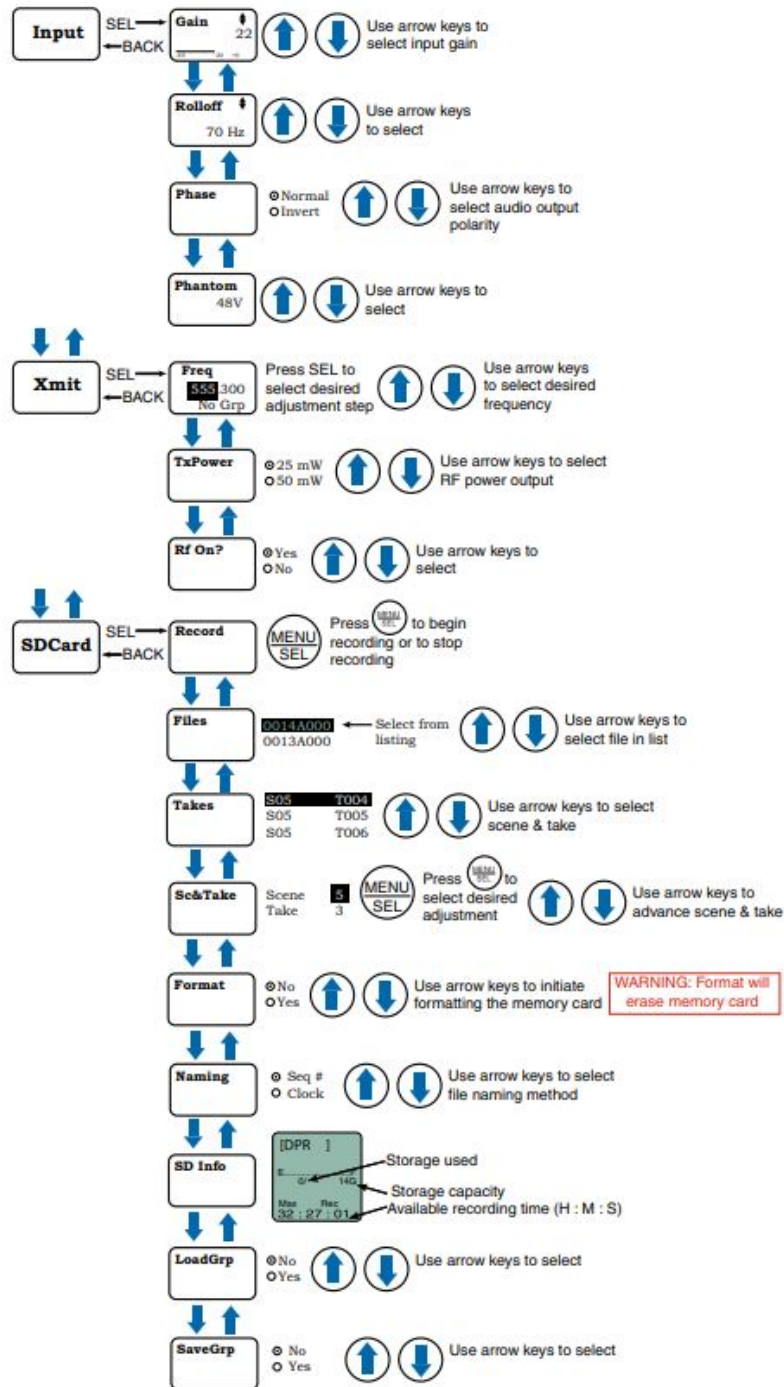 Input
SEL
BACK
Gain
22
Use arrow keys to
select input gain
Rolloff
70 Hz
Use arrow keys
to select
Phase
Normal
Invert
Use arrow keys to
select audio output
polarity
Phantom
48V
Use arrow keys to
select
Xmit
SEL
BACK
Freq
555.300
No Grp
Press SEL to
select desired
adjustment step
Use arrow keys
to select desired
frequency
TxPower
25 mW
50 mW
Use arrow keys to select
RF power output
Rf On?
Yes
No
Use arrow keys to
select
SDCard
SEL
BACK
Record
MENU
SEL
Press MENU SEL to begin
recording or to stop
recording
Files
0014A000
0013A000
Select from
listing
Use arrow keys to
select file in list
Takes
S05 T004
S05 T005
S05 T006
Use arrow keys to select
scene & take
Sc&Take
Scene 5
Take 3
MENU
SEL
Press MENU SEL to
select desired
adjustment
Use arrow keys to
advance scene & take
Format
No
Yes
Use arrow keys to initiate
formatting the memory card
WARNING: Format will
erase memory card
Naming
Seq #
Clock
Use arrow keys to select
file naming method
SD Info
[DPR ]
E F
0/ 14G
Max Rec
32 : 27 : 01
Storage used
Storage capacity
Available recording time (H : M : S)
LoadGrp
No
Yes
Use arrow keys to select
SaveGrp
No
Yes
Use arrow keys to select